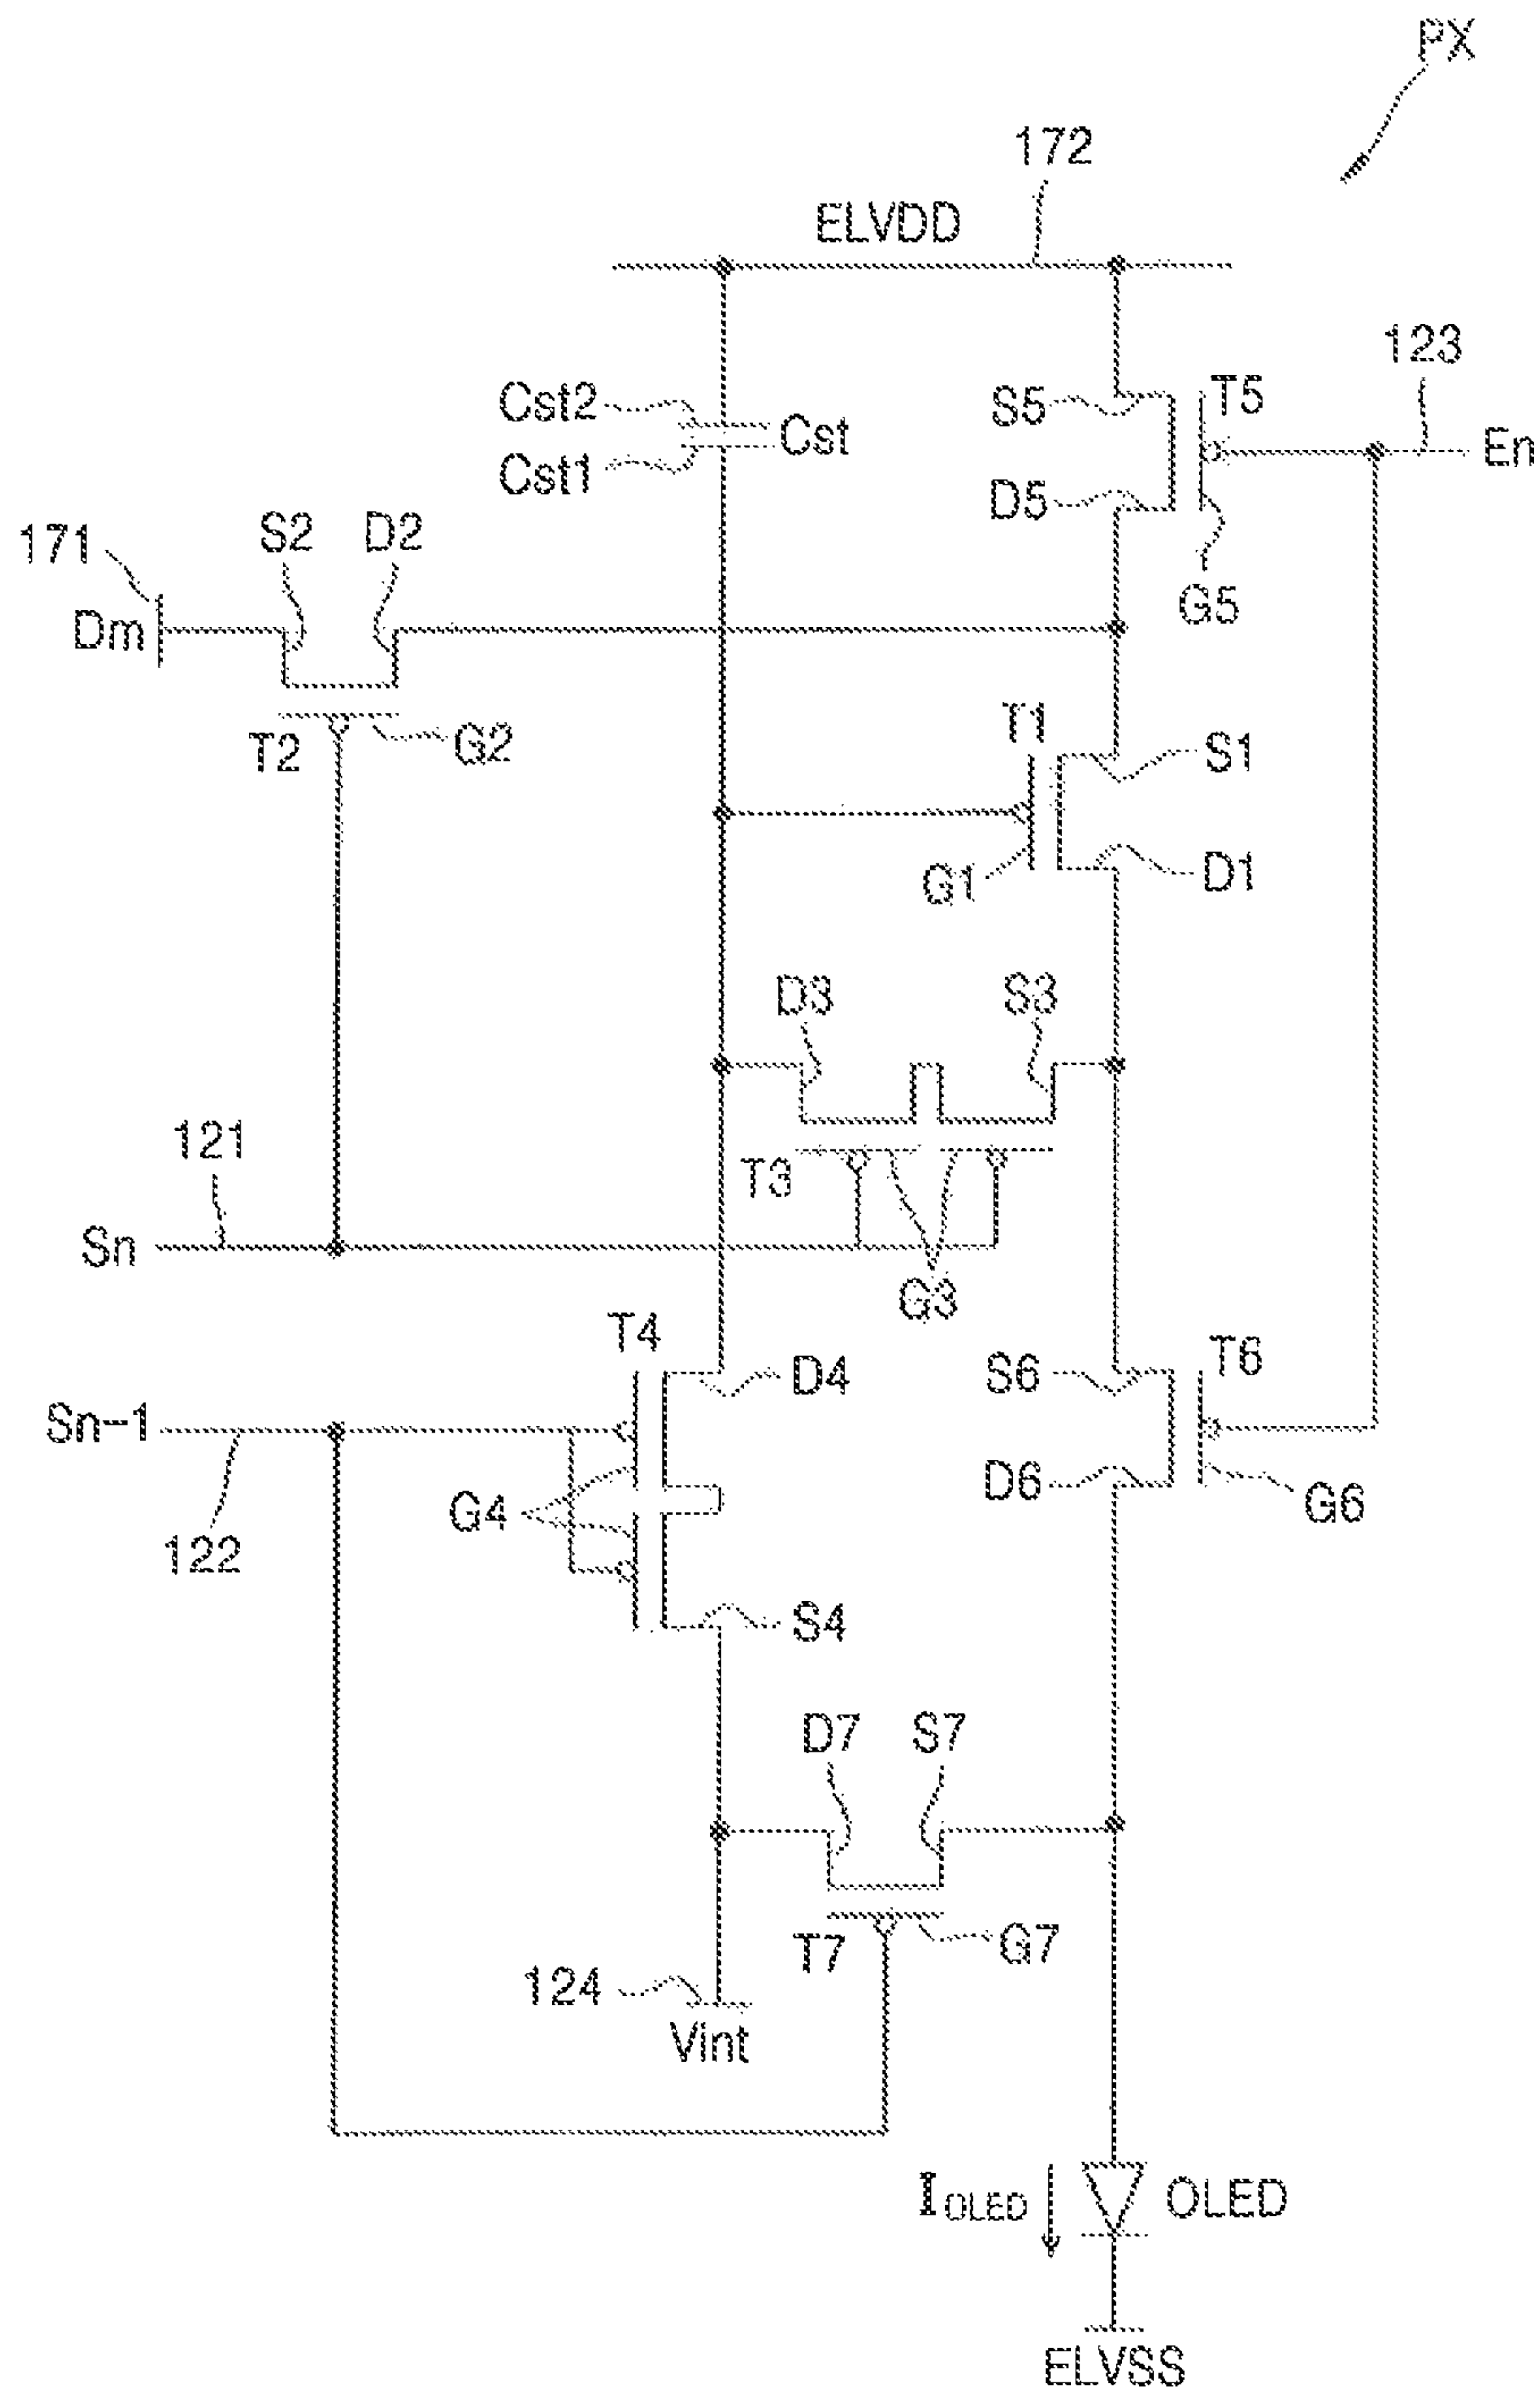 PX
172
ELVDD
123
Cst2
Cst
Cst1
S5
T5
En
D5
G5
171
S2
D2
Dm
T2
G2
T1
S1
G1
D1
D3
S3
121
T3
Sn
G3
T4
D4
S6
T6
Sn-1
D6
G4
G6
122
S4
D7
S7
T7
G7
124
Vint
IOLED
OLED
ELVSS